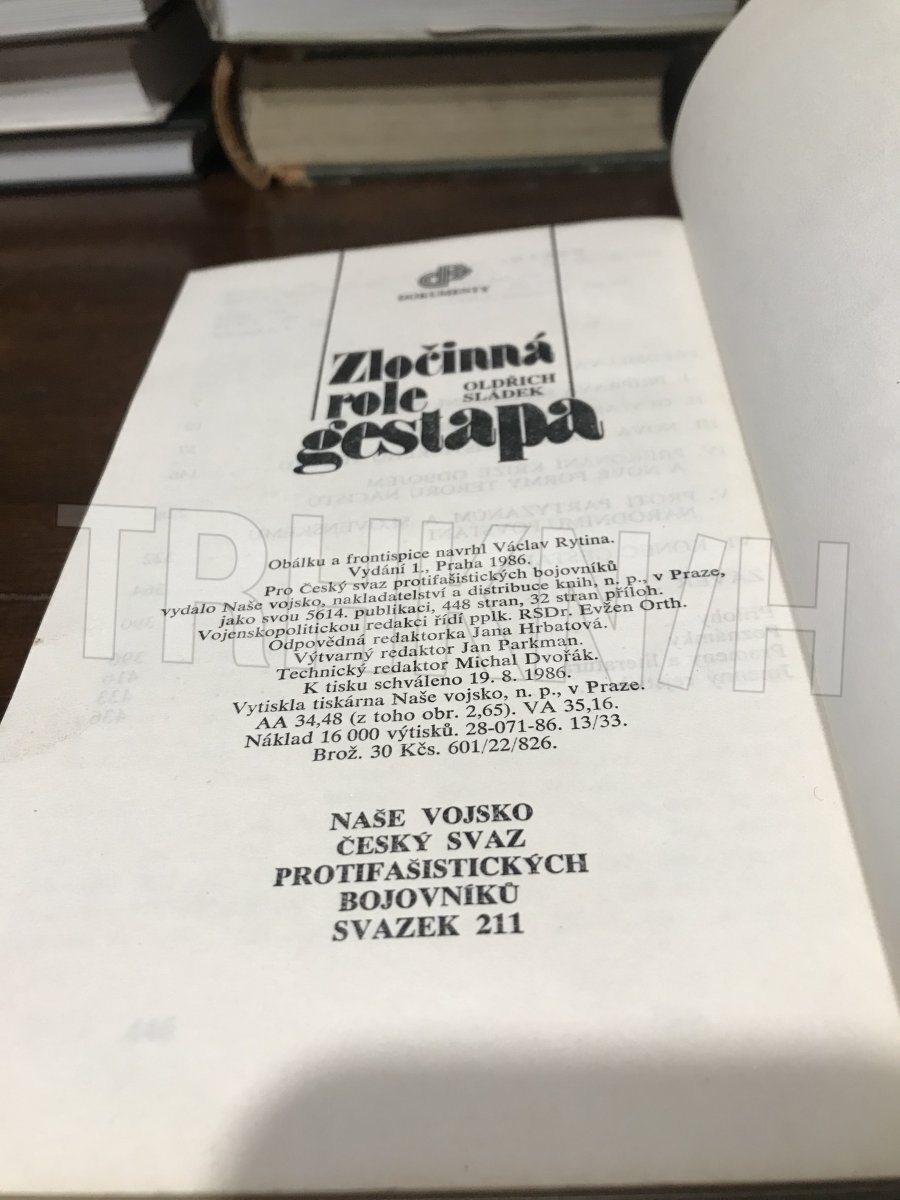 DOKUMENTY
Zločinná
role OLDŘICH SLÁDEK
gestapa
Obálku a frontispice navrhl Václav Rytina.
Vydání 1., Praha 1986.
Pro Český svaz protifašistických bojovníků
vydalo Naše vojsko, nakladatelství a distribuce knih, n. p., v Praze,
jako svou 5614. publikaci, 448 stran, 32 stran příloh.
Vojenskopolitickou redakci řídí pplk. RSDr. Evžen Orth.
Odpovědná redaktorka Jana Hrbatová.
Výtvarný redaktor Jan Parkman.
Technický redaktor Michal Dvořák.
K tisku schváleno 19. 8. 1986.
Vytiskla tiskárna Naše vojsko, n. p., v Praze.
AA 34,48 (z toho obr. 2,65). VA 35,16.
Náklad 16 000 výtisků. 28-071-86. 13/33.
Brož. 30 Kčs. 601/22/826.
NAŠE VOJSKO
ČESKÝ SVAZ
PROTIFAŠISTICKÝCH
BOJOVNÍKŮ
SVAZEK 211